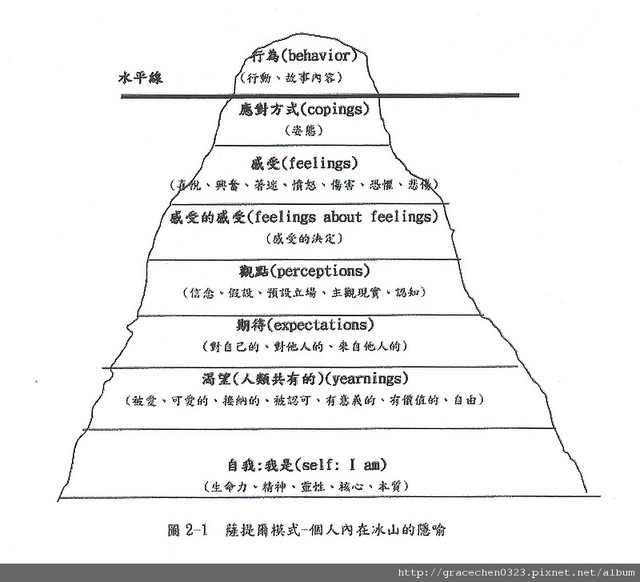 行為(behavior)
水平線
(行動、故事內容)
應對方式(copings)
(姿態)
感受(feelings)
(喜悅、興奮、著迷、憤怒、傷害、恐懼、悲傷)
感受的感受(feelings about feelings)
(感受的決定)
觀點(perceptions)
(信念、假設、預設立場、主觀現實、認知)
期待(expectations)
(對自己的、對他人的、來自他人的)
渴望(人類共有的)(yearnings)
(被愛、可愛的、接納的、被認可、有意義的、有價值的、自由)
自我:我是(self: I am)
(生命力、精神、靈性、核心、本質)
圖 2-1 薩提爾模式-個人內在冰山的隱喻
http://gracechen0323.pixnet.net/album